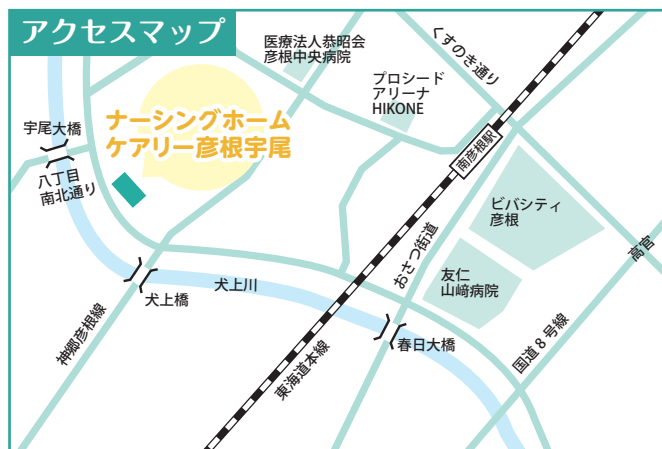 アクセスマップ
医療法人恭昭会
彦根中央病院
くすのき通り
プロシード
アリーナ
HIKONE
宇尾大橋
ナーシングホーム
ケアリー彦根宇尾
南彦根駅
八丁目
南北通り
ビバシティ
彦根
おさつ街道
高宮
友仁
山﨑病院
犬上川
犬上橋
神郷彦根線
東海道本線
春日大橋
国道8号線